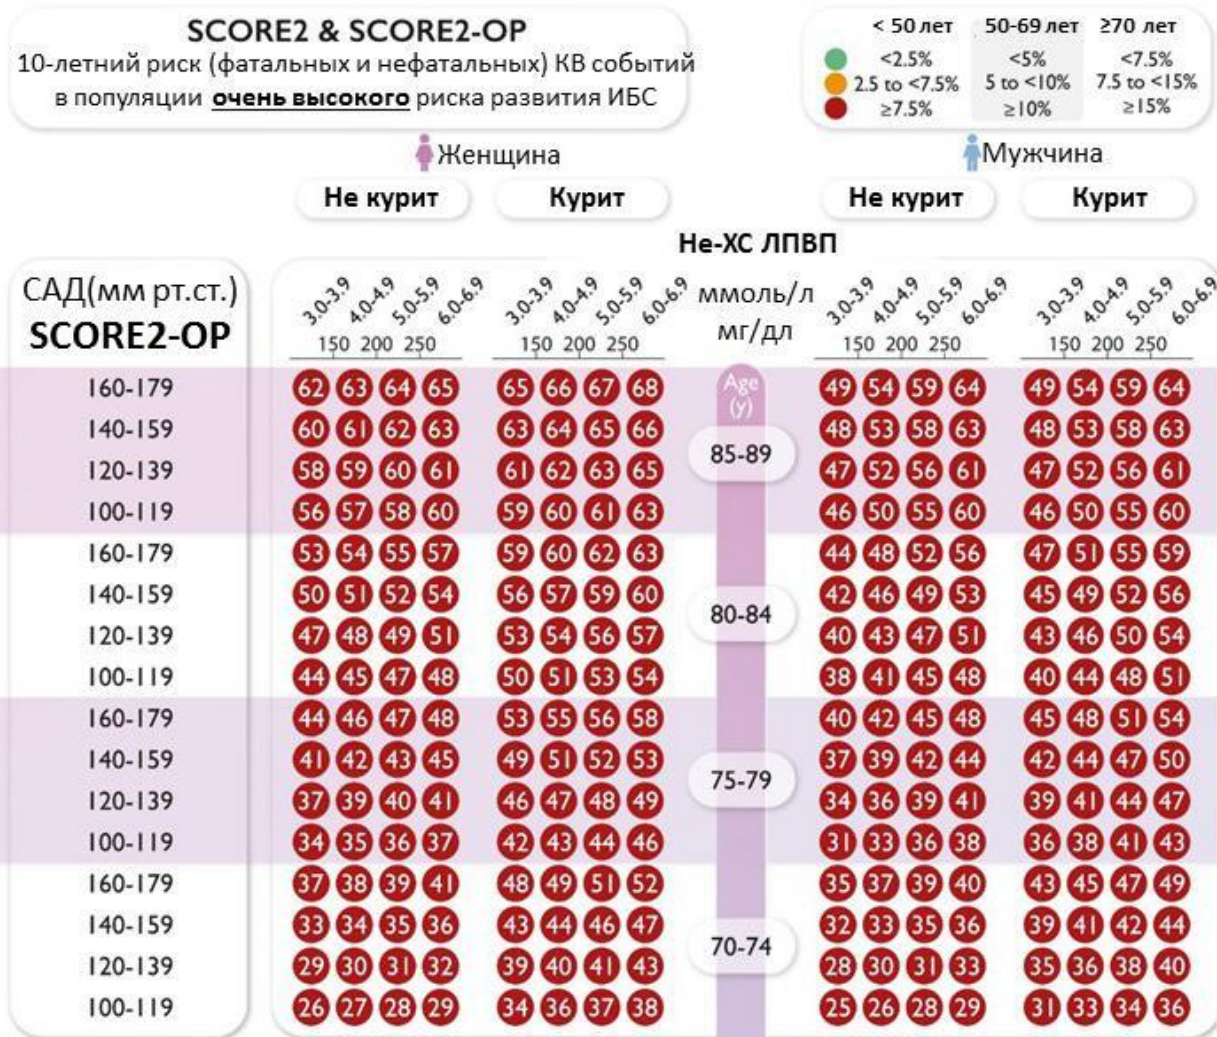 SCORE2 & SCORE2-OP
10-летний риск (фатальных и нефатальных) КВ событий
в популяции очень высокого риска развития ИБС
< 50 лет 50-69 лет ≥70 лет
<2.5% <5% <7.5%
2.5 to <7.5% 5 to <10% 7.5 to <15%
≥7.5% ≥10% ≥15%
Женщина Мужчина
Не курит Курит Не курит Курит
Не-ХС ЛПВП
САД(мм рт.ст.)
SCORE2-OP
3.0-3.9 4.0-4.9 5.0-5.9 6.0-6.9 3.0-3.9 4.0-4.9 5.0-5.9 6.0-6.9 ммоль/л 3.0-3.9 4.0-4.9 5.0-5.9 6.0-6.9 3.0-3.9 4.0-4.9 5.0-5.9 6.0-6.9
150 200 250 150 200 250 мг/дл 150 200 250 150 200 250
Age
(y)
160-179 62 63 64 65 65 66 67 68 49 54 59 64 49 54 59 64
140-159 60 61 62 63 63 64 65 66 48 53 58 63 48 53 58 63
85-89
120-139 58 59 60 61 61 62 63 65 47 52 56 61 47 52 56 61
100-119 56 57 58 60 59 60 61 63 46 50 55 60 46 50 55 60
160-179 53 54 55 57 59 60 62 63 44 48 52 56 47 51 55 59
140-159 50 51 52 54 56 57 59 60 42 46 49 53 45 49 52 56
80-84
120-139 47 48 49 51 53 54 56 57 40 43 47 51 43 46 50 54
100-119 44 45 47 48 50 51 53 54 38 41 45 48 40 44 48 51
160-179 44 46 47 48 53 55 56 58 40 42 45 48 45 48 51 54
140-159 41 42 43 45 49 51 52 53 37 39 42 44 42 44 47 50
75-79
120-139 37 39 40 41 46 47 48 49 34 36 39 41 39 41 44 47
100-119 34 35 36 37 42 43 44 46 31 33 36 38 36 38 41 43
160-179 37 38 39 41 48 49 51 52 35 37 39 40 43 45 47 49
140-159 33 34 35 36 43 44 46 47 32 33 35 36 39 41 42 44
70-74
120-139 29 30 31 32 39 40 41 43 28 30 31 33 35 36 38 40
100-119 26 27 28 29 34 36 37 38 25 26 28 29 31 33 34 36